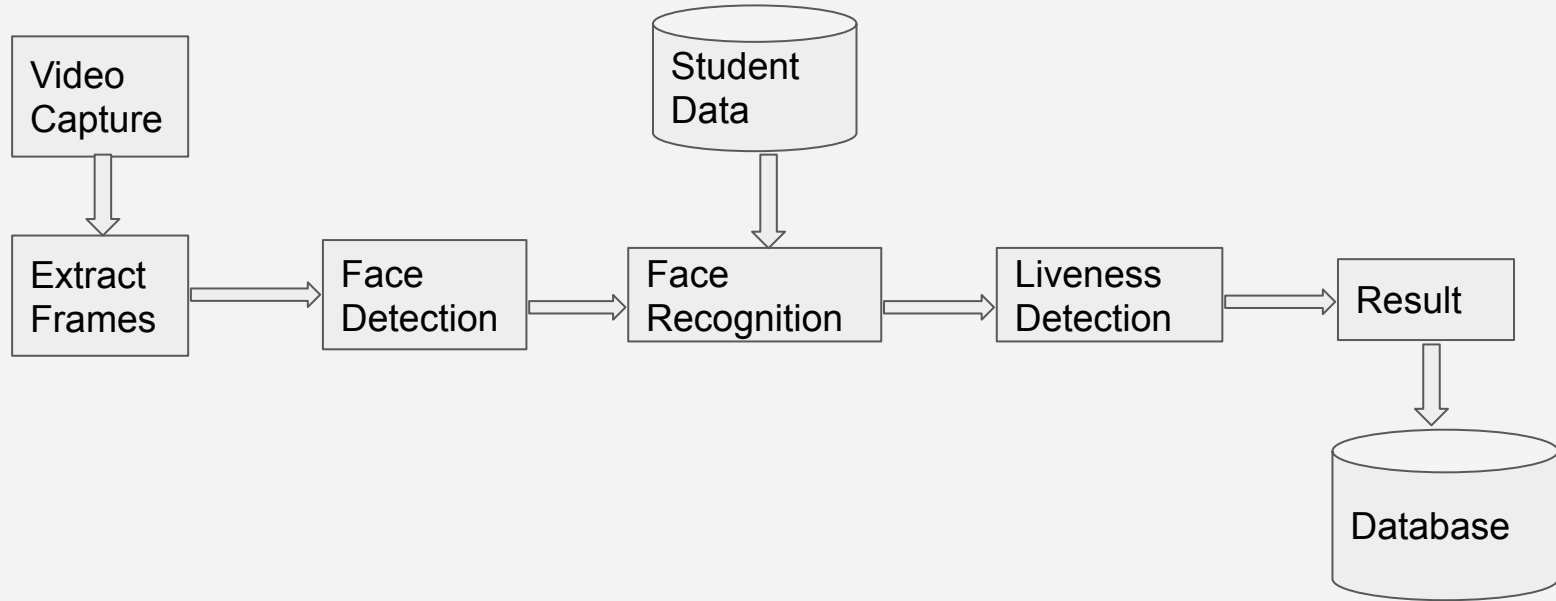 Video
Capture
Student
Data
Extract
Frames
Face
Detection
Face
Recognition
Liveness
Detection
Result
Database